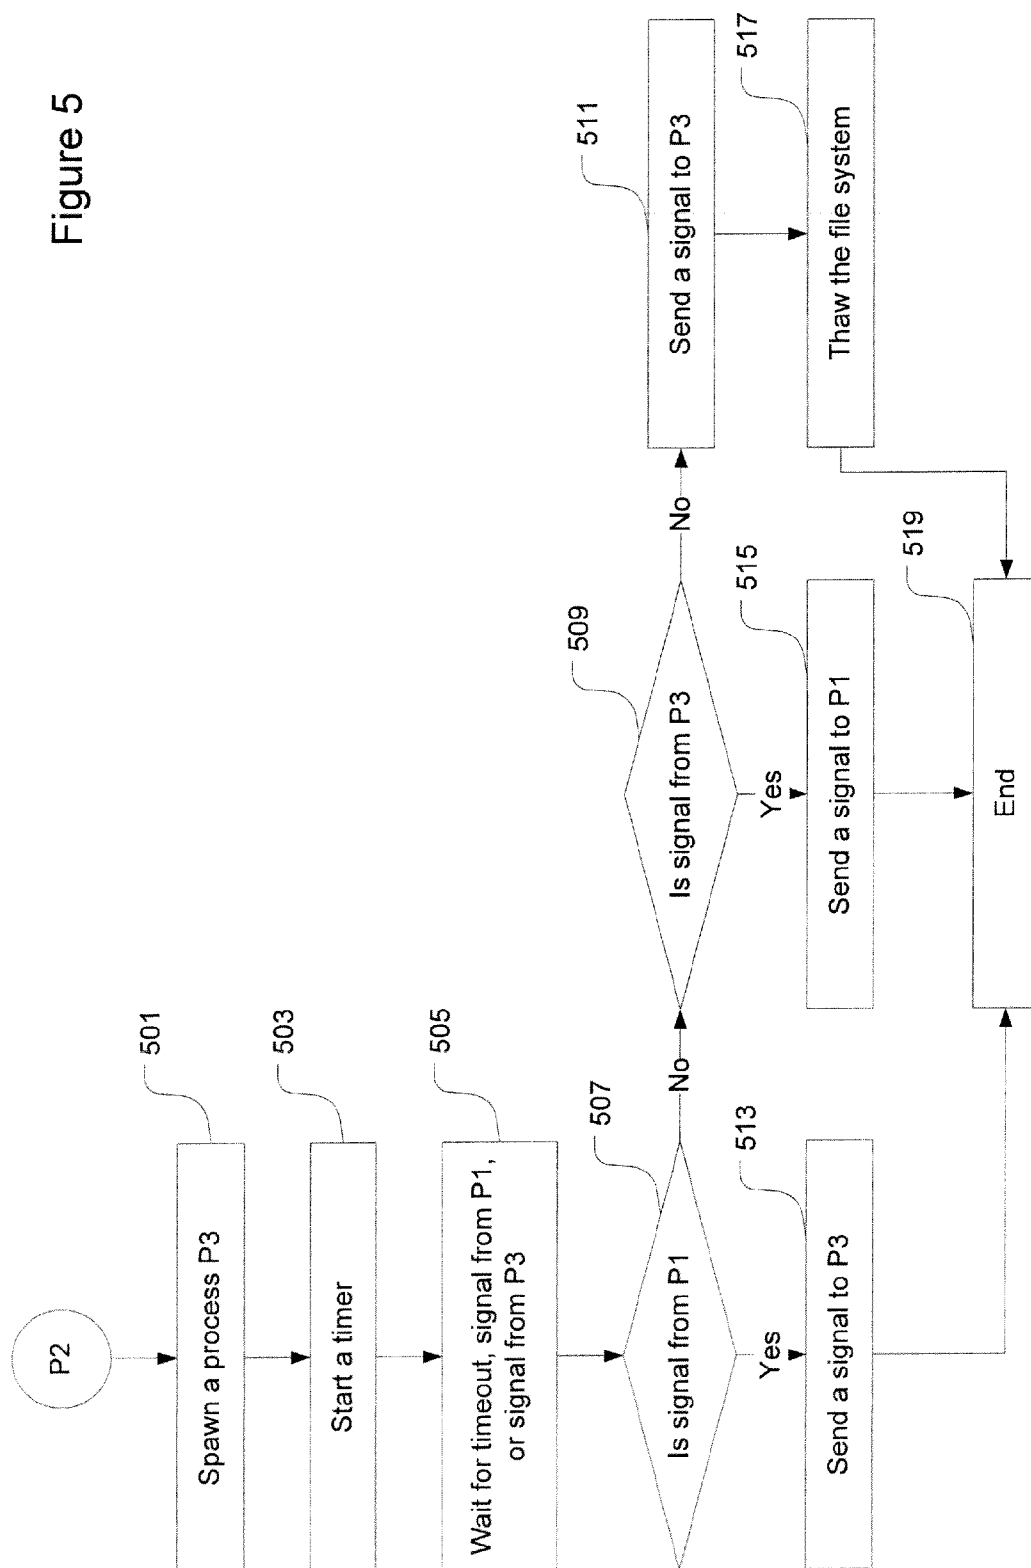 Figure 5
P2
501
Spawn a process P3
503
Start a timer
505
Wait for timeout, signal from P1,
or signal from P3
507
Is signal from P1
No
Yes
509
Is signal from P3
No
Yes
511
Send a signal to P3
513
Send a signal to P3
515
Send a signal to P1
517
Thaw the file system
519
End